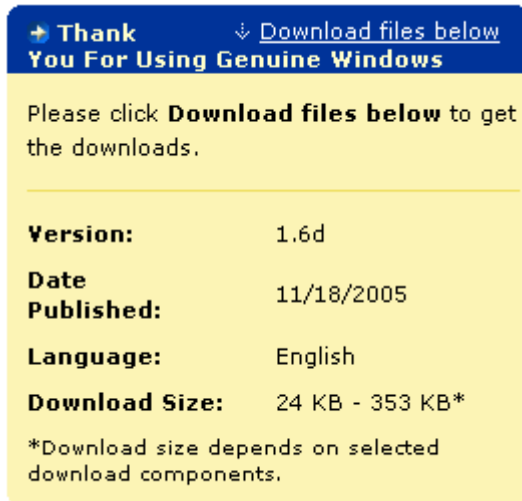 Thank ↓ Download files below
You For Using Genuine Windows
Please click Download files below to get
the downloads.
Version: 1.6d
Date
Published: 11/18/2005
Language: English
Download Size: 24 KB - 353 KB*
*Download size depends on selected
download components.